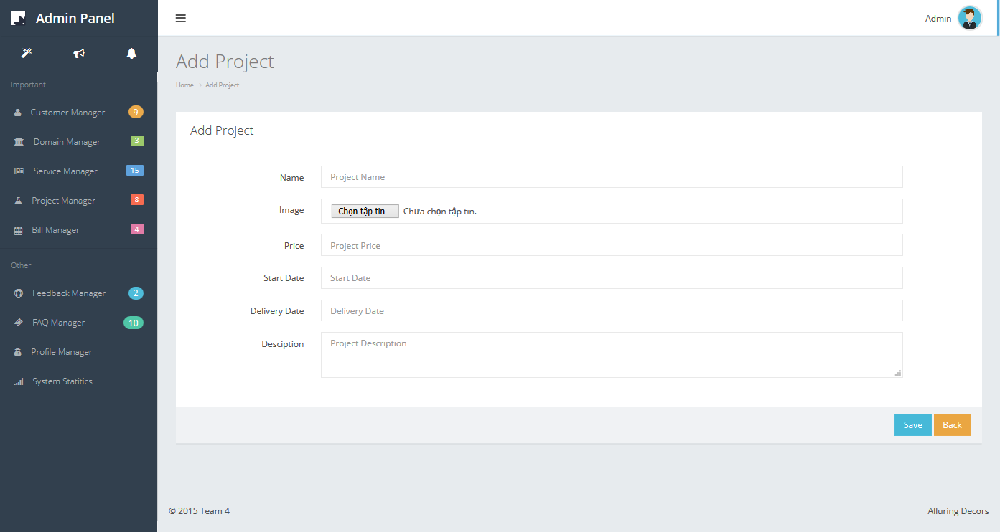 Admin Panel
Admin
Important
Customer Manager 9
Domain Manager 3
Service Manager 15
Project Manager 8
Bill Manager 4
Other
Feedback Manager 2
FAQ Manager 10
Profile Manager
System Statitics
Add Project
Home > Add Project
Add Project
Name Project Name
Image Chọn tập tin... Chưa chọn tập tin.
Price Project Price
Start Date Start Date
Delivery Date Delivery Date
Desciption Project Description
Save Back
© 2015 Team 4
Alluring Decors